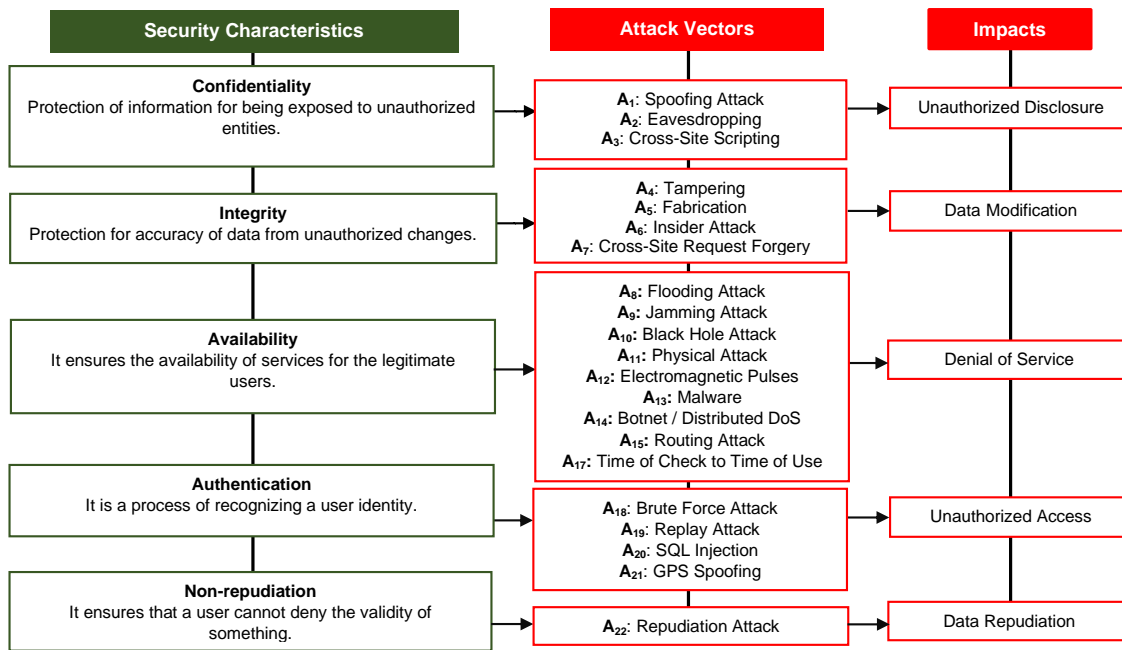 Security Characteristics
Attack Vectors
Impacts
Confidentiality
Protection of information for being exposed to unauthorized
entities.
A1: Spoofing Attack
A2: Eavesdropping
A3: Cross-Site Scripting
Unauthorized Disclosure
Integrity
Protection for accuracy of data from unauthorized changes.
A4: Tampering
A5: Fabrication
A6: Insider Attack
A7: Cross-Site Request Forgery
Data Modification
Availability
It ensures the availability of services for the legitimate
users.
A8: Flooding Attack
A9: Jamming Attack
A10: Black Hole Attack
A11: Physical Attack
A12: Electromagnetic Pulses
A13: Malware
A14: Botnet / Distributed DoS
A15: Routing Attack
A17: Time of Check to Time of Use
Denial of Service
Authentication
It is a process of recognizing a user identity.
A18: Brute Force Attack
A19: Replay Attack
A20: SQL Injection
A21: GPS Spoofing
Unauthorized Access
Non-repudiation
It ensures that a user cannot deny the validity of
something.
A22: Repudiation Attack
Data Repudiation